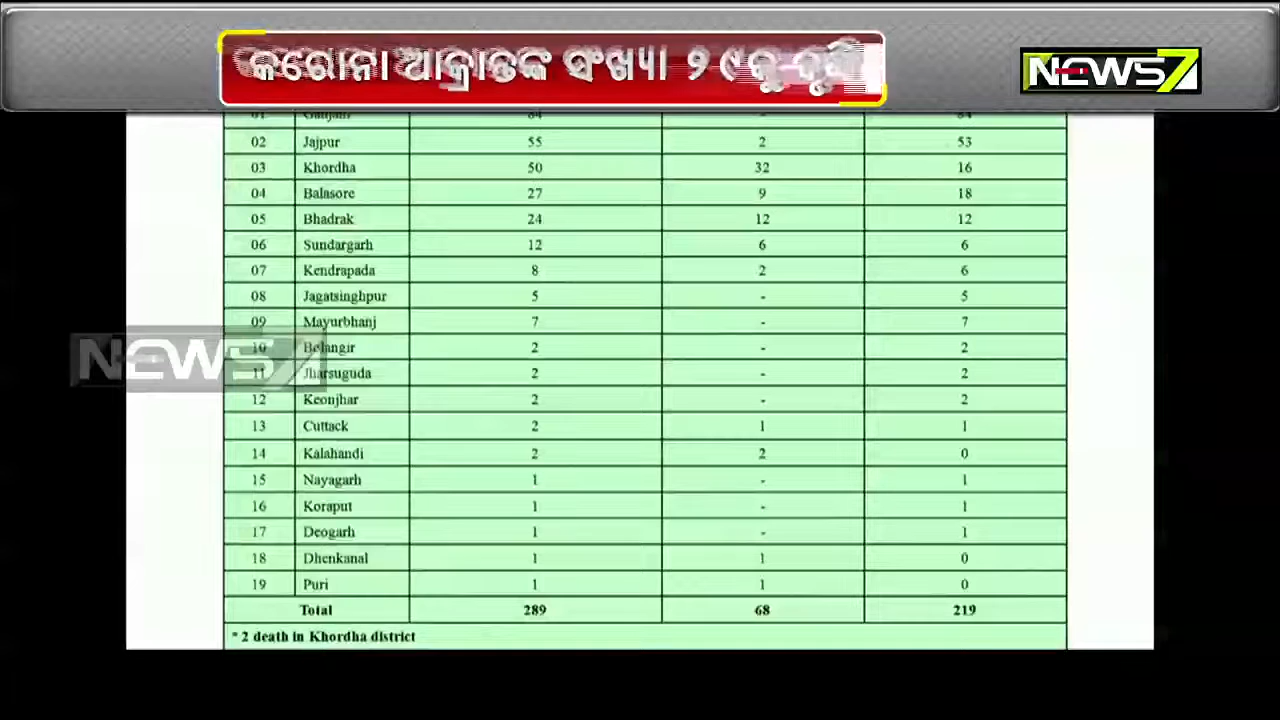 କରୋନା ଆକ୍ରାନ୍ତଙ୍କ ସଂଖ୍ୟା
NEWS7
02 Jajpur 55 2 53
03 Khordha 50 32 16
04 Balasore 27 9 18
05 Bhadrak 24 12 12
06 Sundargarh 12 6 6
07 Kendrapada 8 2 6
08 Jagatsinghpur 5 - 5
09 Mayurbhanj 7 - 7
NEWS7
10 Bolangir 2 - 2
11 Jharsuguda 2 - 2
12 Keonjhar 2 - 2
13 Cuttack 2 1 1
14 Kalahandi 2 2 0
15 Nayagarh 1 - 1
16 Koraput 1 - 1
17 Deogarh 1 - 1
18 Dhenkanal 1 1 0
19 Puri 1 1 0
Total 289 68 219
* 2 death in Khordha district